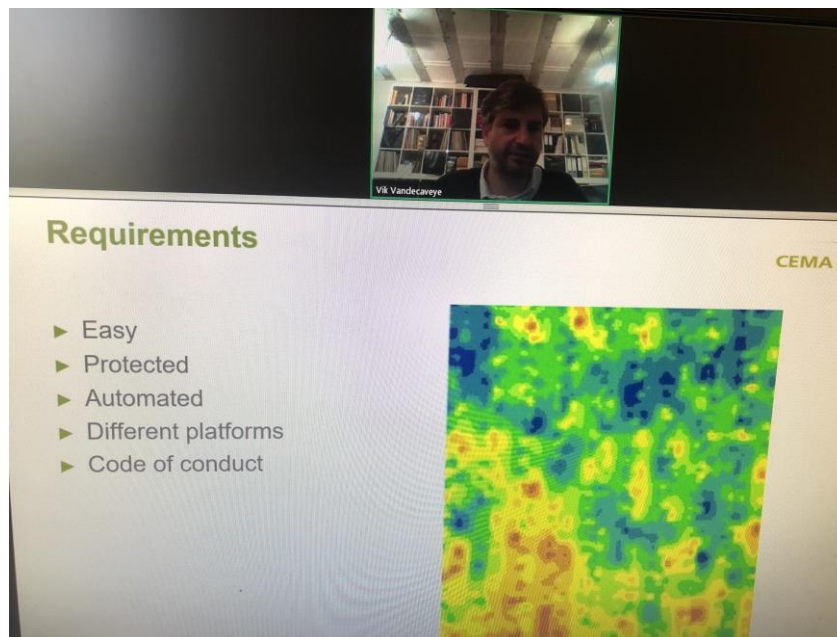 Vik Vandecaveye
Requirements
CEMA
Easy
Protected
Automated
Different platforms
Code of conduct